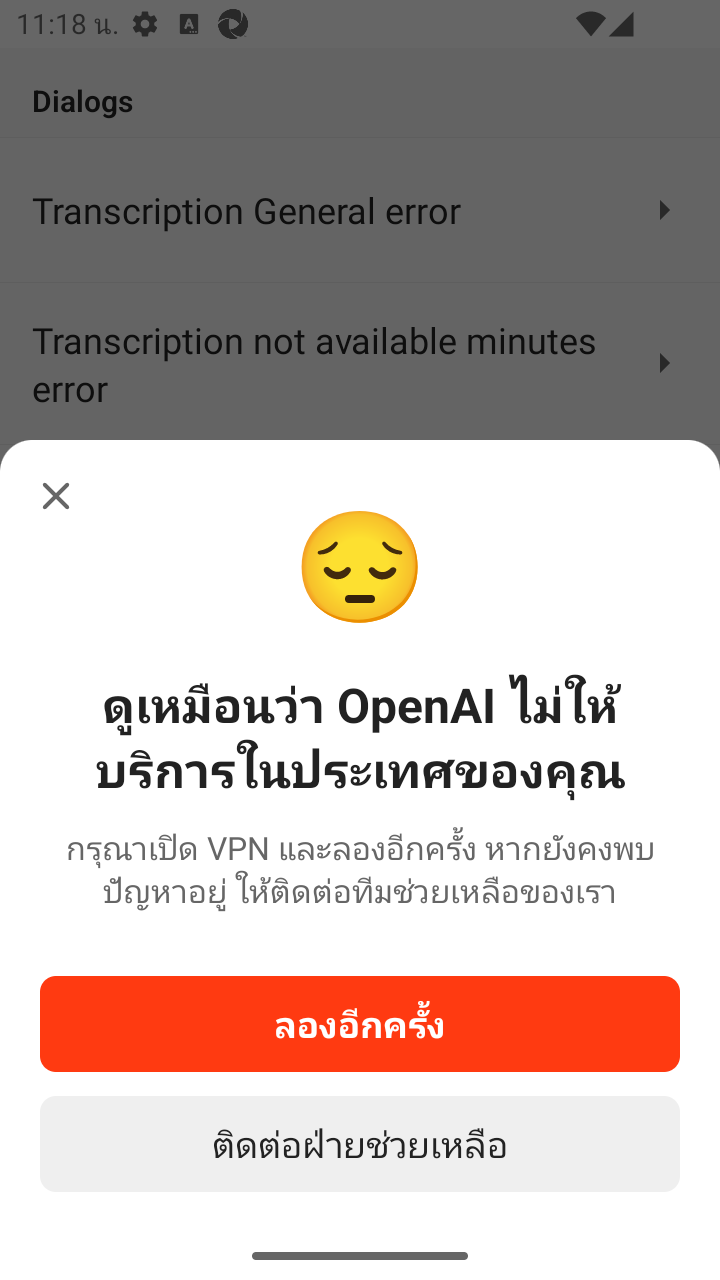 11:18 น.
Dialogs
Transcription General error
Transcription not available minutes
error
ดูเหมือนว่า OpenAI ไม่ให้
บริการในประเทศของคุณ
กรุณาเปิด VPN และลองอีกครั้ง หากยังคงพบ
ปัญหาอยู่ ให้ติดต่อทีมช่วยเหลือของเรา
ลองอีกครั้ง
ติดต่อฝ่ายช่วยเหลือ